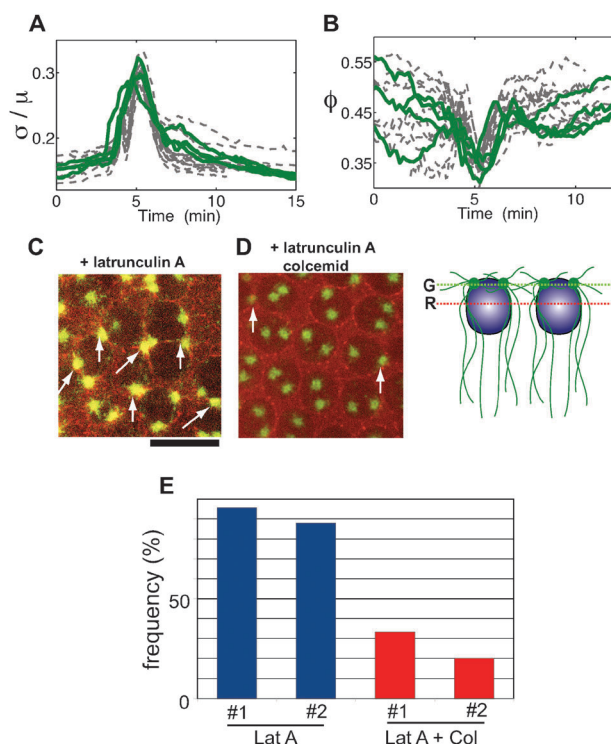 A
σ / μ
0.3
0.2
0
5
10
15
Time (min)
B
ϕ
0.55
0.45
0.35
0
5
10
Time (min)
C
+ latrunculin A
D
+ latrunculin A
colcemid
G
R
E
frequency (%)
50
0
#1
#2
#1
#2
Lat A
Lat A + Col